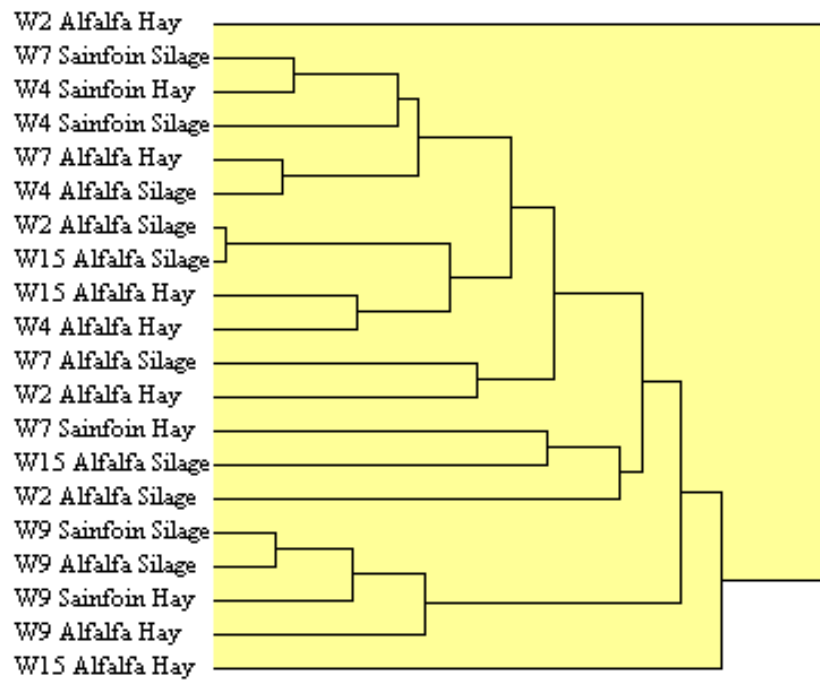 W2 Alfalfa Hay
W7 Sainfoin Silage
W4 Sainfoin Hay
W4 Sainfoin Silage
W7 Alfalfa Hay
W4 Alfalfa Silage
W2 Alfalfa Silage
W15 Alfalfa Silage
W15 Alfalfa Hay
W4 Alfalfa Hay
W7 Alfalfa Silage
W2 Alfalfa Hay
W7 Sainfoin Hay
W15 Alfalfa Silage
W2 Alfalfa Silage
W9 Sainfoin Silage
W9 Alfalfa Silage
W9 Sainfoin Hay
W9 Alfalfa Hay
W15 Alfalfa Hay